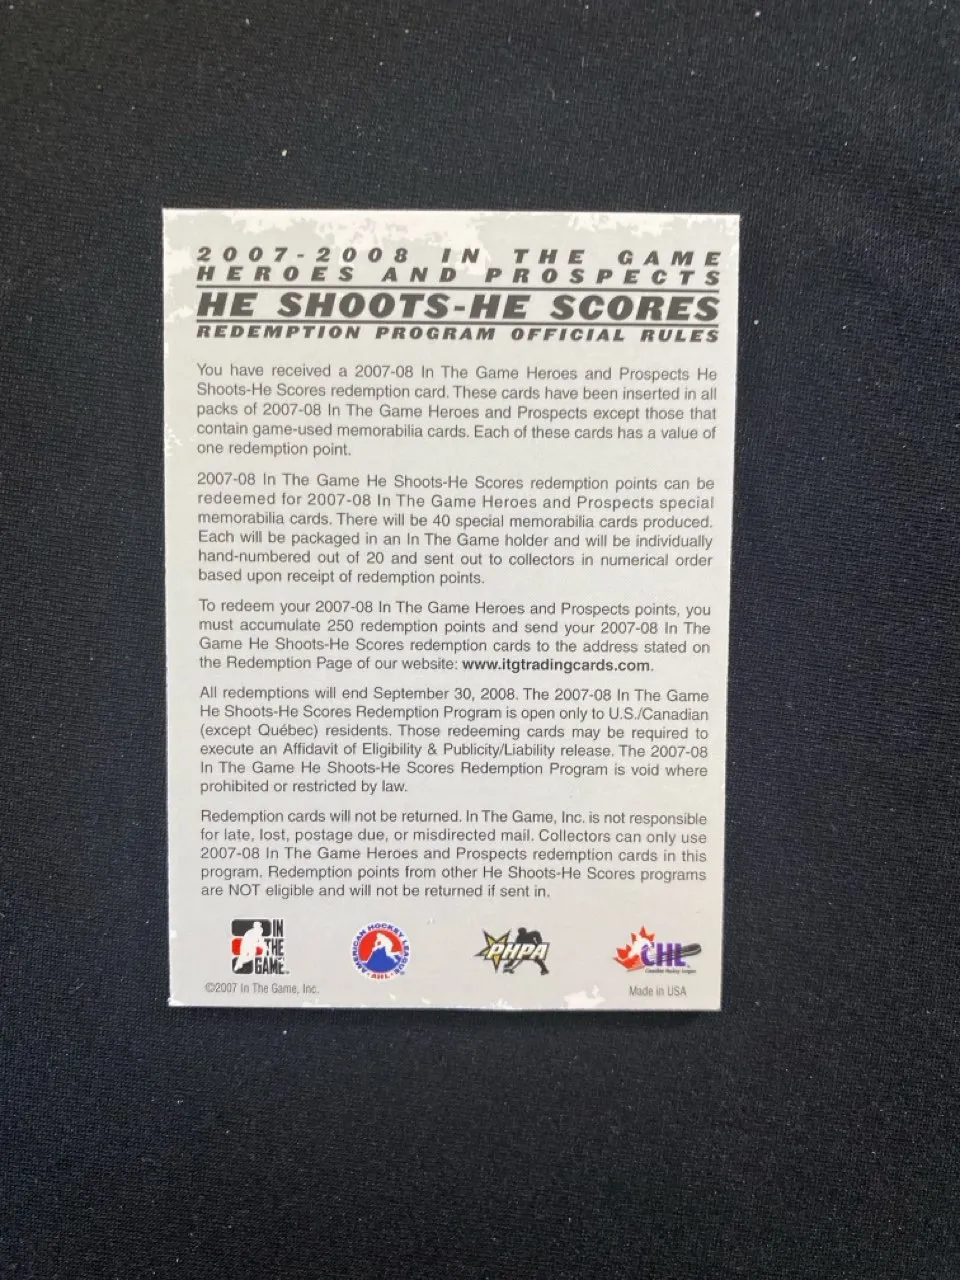 2007-2008 IN THE GAME
HEROES AND PROSPECTS
HE SHOOTS-HE SCORES
REDEMPTION PROGRAM OFFICIAL RULES
You have received a 2007-08 In The Game Heroes and Prospects He
Shoots-He Scores redemption card. These cards have been inserted in all
packs of 2007-08 In The Game Heroes and Prospects except those that
contain game-used memorabilia cards. Each of these cards has a value of
one redemption point.
2007-08 In The Game He Shoots-He Scores redemption points can be
redeemed for 2007-08 In The Game Heroes and Prospects special
memorabilia cards. There will be 40 special memorabilia cards produced.
Each will be packaged in an In The Game holder and will be individually
hand-numbered out of 20 and sent out to collectors in numerical order
based upon receipt of redemption points.
To redeem your 2007-08 In The Game Heroes and Prospects points, you
must accumulate 250 redemption points and send your 2007-08 In The
Game He Shoots-He Scores redemption cards to the address stated on
the Redemption Page of our website: www.itgtradingcards.com.
All redemptions will end September 30, 2008. The 2007-08 In The Game
He Shoots-He Scores Redemption Program is open only to U.S./Canadian
(except Québec) residents. Those redeeming cards may be required to
execute an Affidavit of Eligibility & Publicity/Liability release. The 2007-08
In The Game He Shoots-He Scores Redemption Program is void where
prohibited or restricted by law.
Redemption cards will not be returned. In The Game, Inc. is not responsible
for late, lost, postage due, or misdirected mail. Collectors can only use
2007-08 In The Game Heroes and Prospects redemption cards in this
program. Redemption points from other He Shoots-He Scores programs
are NOT eligible and will not be returned if sent in.
IN
THE
GAME
AMERICAN HOCKEY LEAGUE
AHL
PHPA
CHL
Canadian Hockey League
©2007 In The Game, Inc.
Made in USA